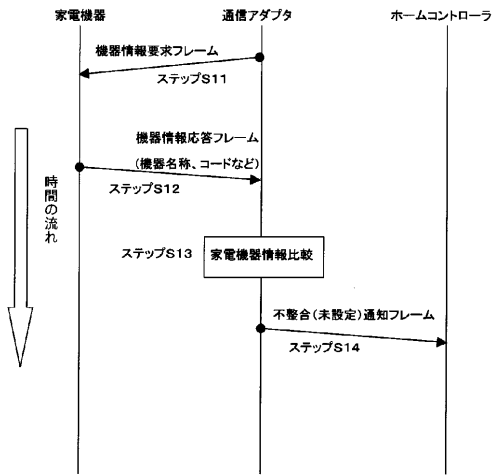 家電機器
通信アダプタ
ホームコントローラ
機器情報要求フレーム
ステップS11
機器情報応答フレーム
(機器名称、コードなど)
ステップS12
時間の流れ
ステップS13
家電機器情報比較
不整合(未設定)通知フレーム
ステップS14